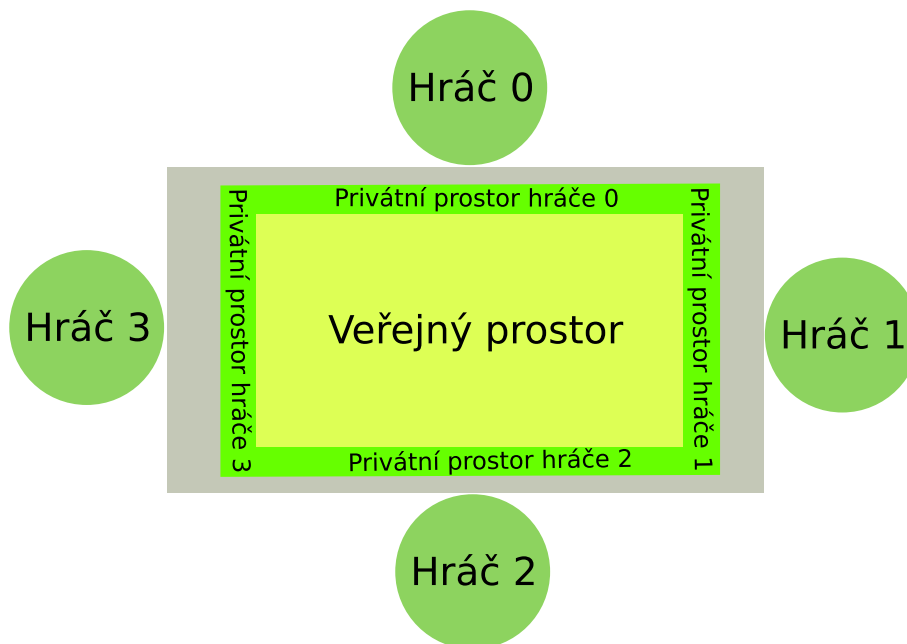 Hráč 0
Privátní prostor hráče 0
Privátní prostor hráče 3
Privátní prostor hráče 1
Hráč 3
Veřejný prostor
Hráč 1
Privátní prostor hráče 2
Hráč 2